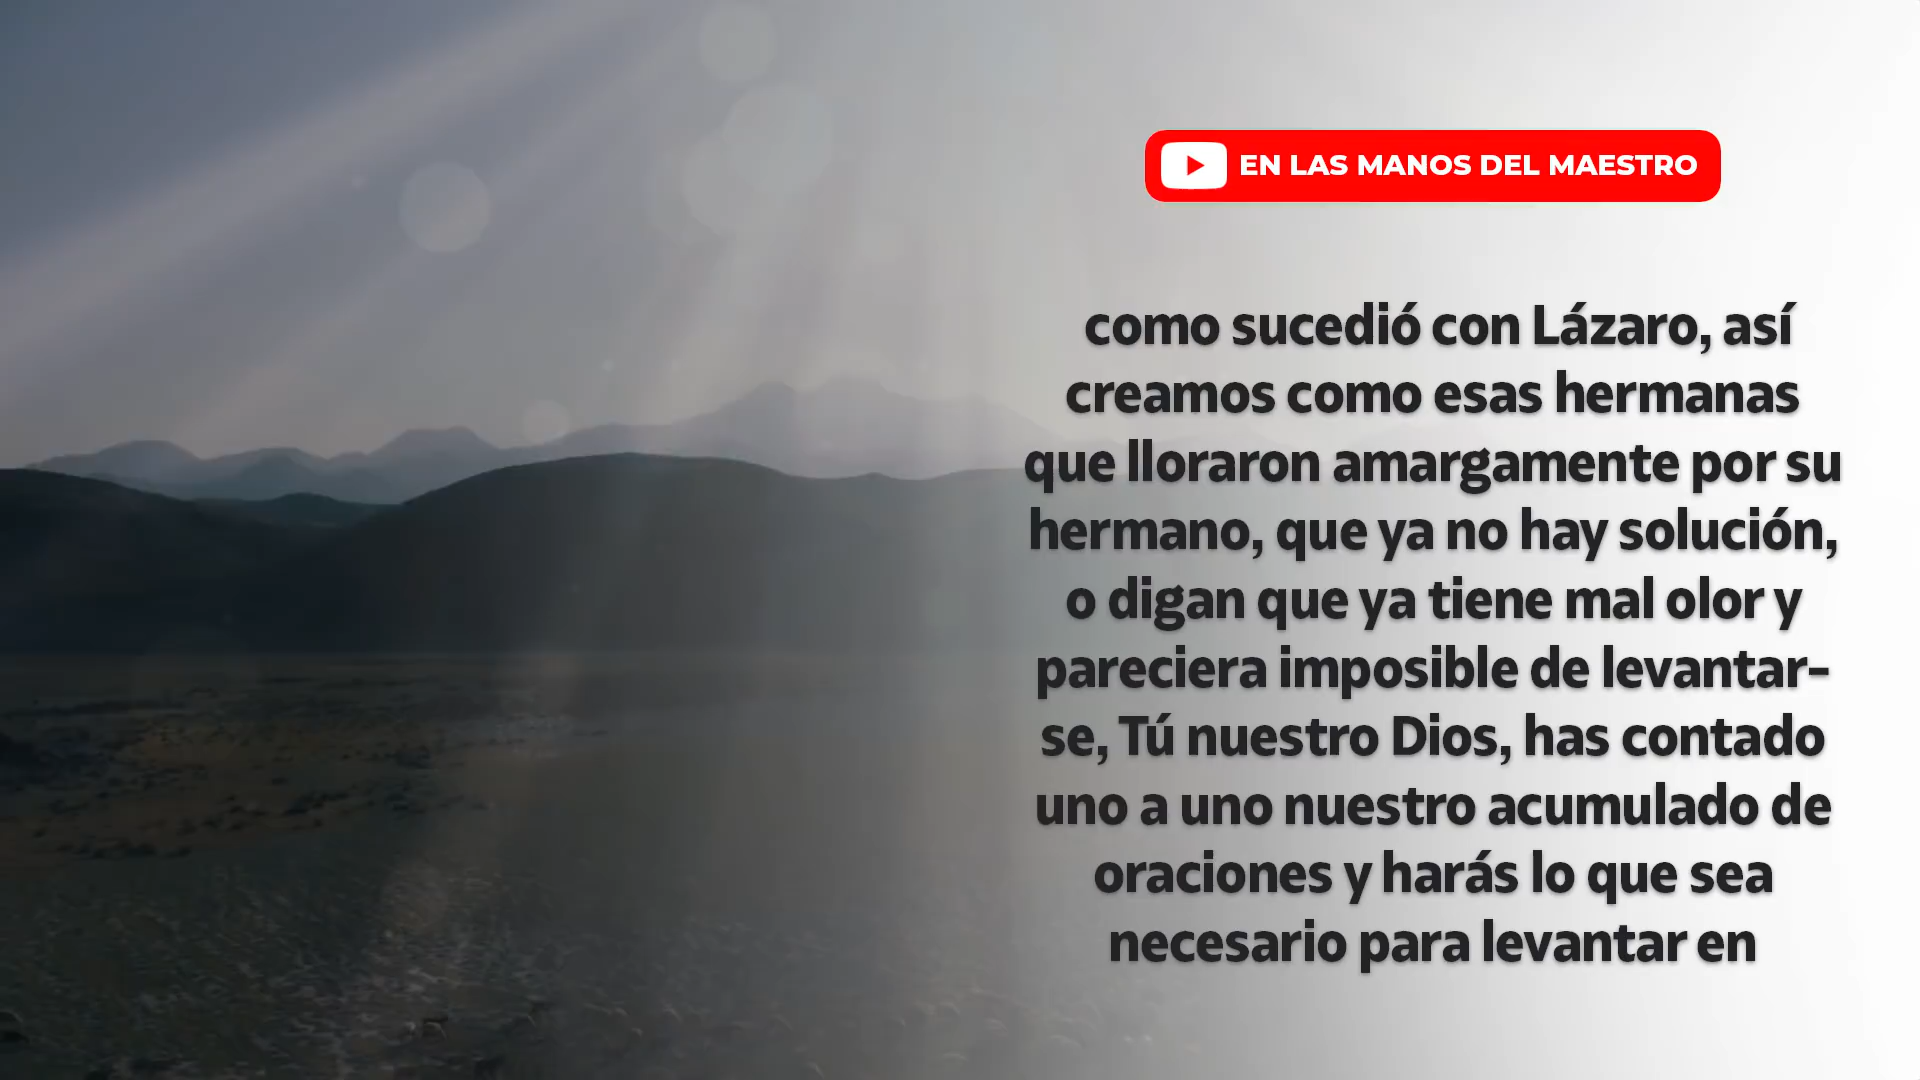 EN LAS MANOS DEL MAESTRO
como sucedió con Lázaro, así
creamos como esas hermanas
que lloraron amargamente por su
hermano, que ya no hay solución,
o digan que ya tiene mal olor y
pareciera imposible de levantar-
se, Tú nuestro Dios, has contado
uno a uno nuestro acumulado de
oraciones y harás lo que sea
necesario para levantar en